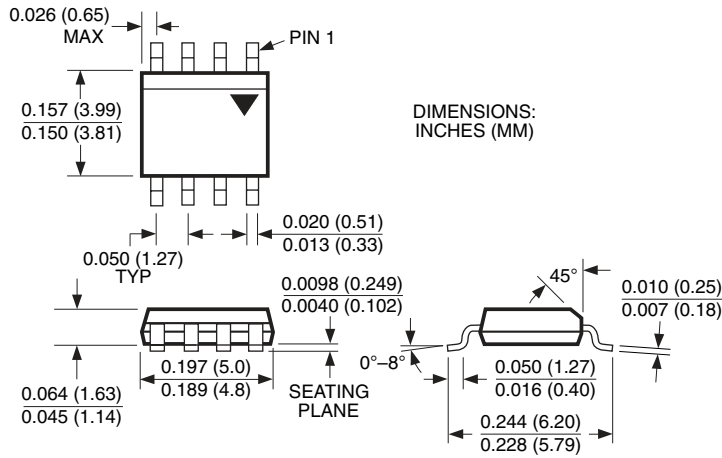 0.026 (0.65)
MAX
PIN 1
0.157 (3.99)
0.150 (3.81)
DIMENSIONS:
INCHES (MM)
0.020 (0.51)
0.013 (0.33)
0.050 (1.27)
TYP
0.0098 (0.249)
0.0040 (0.102)
45°
0.010 (0.25)
0.007 (0.18)
0°–8°
0.064 (1.63)
0.045 (1.14)
0.197 (5.0)
0.189 (4.8)
SEATING
PLANE
0.050 (1.27)
0.016 (0.40)
0.244 (6.20)
0.228 (5.79)